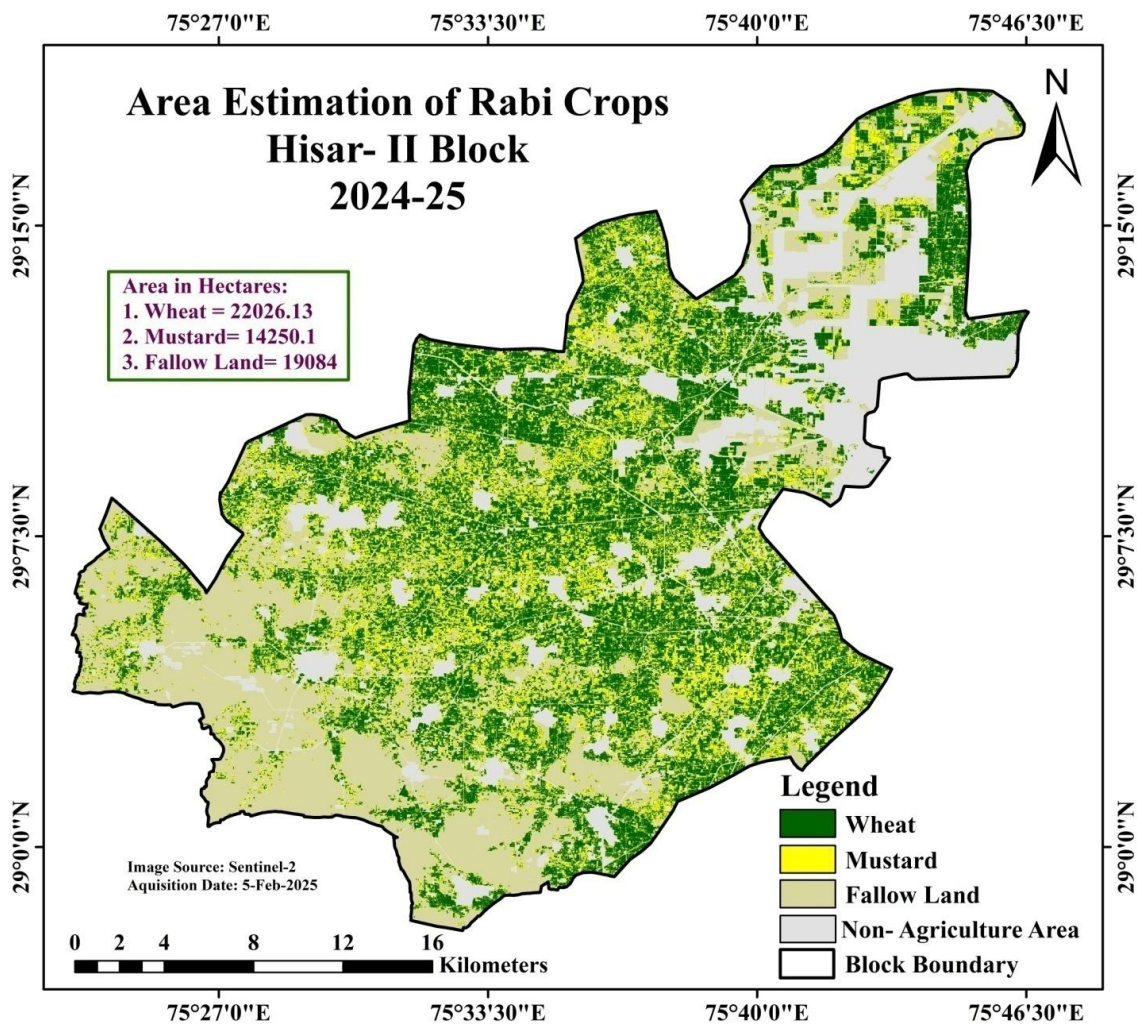 75°27'0"E 75°33'30"E 75°40'0"E 75°46'30"E
Area Estimation of Rabi Crops
Hisar- II Block
2024-25
N
29°15'0"N
29°15'0"N
Area in Hectares:
1. Wheat = 22026.13
2. Mustard= 14250.1
3. Fallow Land= 19084
29°7'30"N
29°7'30"N
29°0'0"N
29°0'0"N
Legend
Wheat
Mustard
Fallow Land
Non- Agriculture Area
Block Boundary
Image Source: Sentinel-2
Aquisition Date: 5-Feb-2025
0 2 4 8 12 16
Kilometers
75°27'0"E 75°33'30"E 75°40'0"E 75°46'30"E